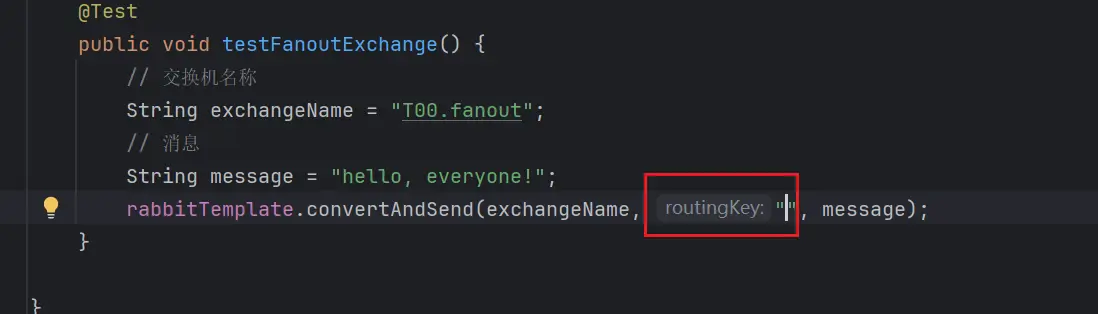 @Test
public void testFanoutExchange() {
// 交换机名称
String exchangeName = "T00.fanout";
// 消息
String message = "hello, everyone!";
rabbitTemplate.convertAndSend(exchangeName, routingKey: "", message);
}
}